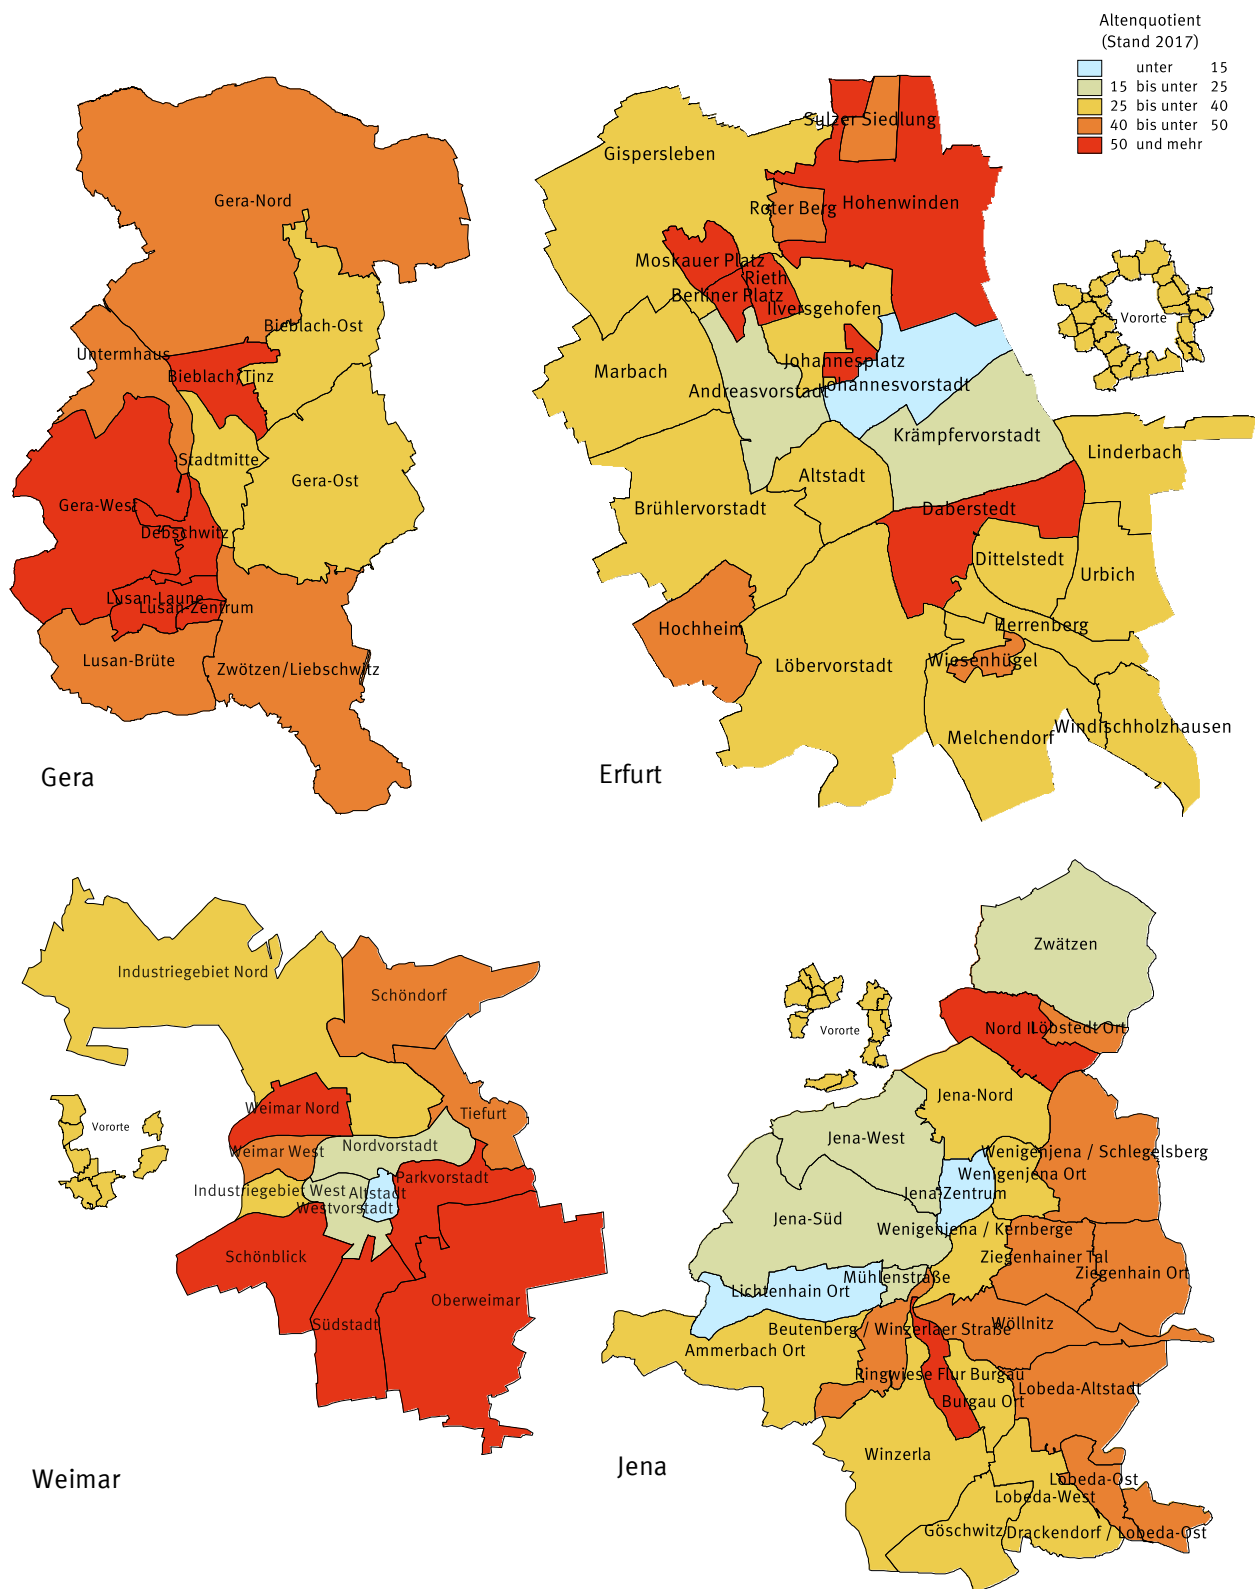 Altenquotient
(Stand 2017)
unter 15
15 bis unter 25
25 bis unter 40
40 bis unter 50
50 und mehr
Gera-Nord
Bieblach-Ost
Untermhaus
Bieblach/Tinz
Stadtmitte
Gera-Ost
Gera-West
Debschwitz
Lusan-Laune
Lusan-Zentrum
Lusan-Brüte
Zwötzen/Liebschwitz
Gera
Sulzer Siedlung
Gispersleben
Hohenwinden
Roter Berg
Moskauer Platz
Rieth
Berliner Platz
Ilversgehofen
Vororte
Johannesplatz
Marbach
Andreasvorstadt
Johannesvorstadt
Krämpfervorstadt
Linderbach
Altstadt
Brühlervorstadt
Daberstedt
Dittelstedt
Urbich
Hochheim
Herrenberg
Wiesenhügel
Löbervorstadt
Melchendorf
Windischholzhausen
Erfurt
Industriegebiet Nord
Schöndorf
Weimar Nord
Tiefurt
Vororte
Nordvorstadt
Weimar West
Parkvorstadt
Industriegebiet West
Altstadt
Westvorstadt
Schönblick
Oberweimar
Südstadt
Weimar
Zwätzen
Nord II
Löbstedt Ort
Vororte
Jena-Nord
Jena-West
Wenigenjena / Schlegelsberg
Wenigenjena Ort
Jena-Zentrum
Jena-Süd
Wenigenjena / Kernberge
Ziegenhainer Tal
Ziegenhain Ort
Mühlenstraße
Lichtenhain Ort
Wöllnitz
Beutenberg / Winzerlaer Straße
Ammerbach Ort
Ringwiese Flur Burgau
Lobeda-Altstadt
Burgau Ort
Winzerla
Lobeda-Ost
Lobeda-West
Göschwitz
Drackendorf / Lobeda-Ost
Jena